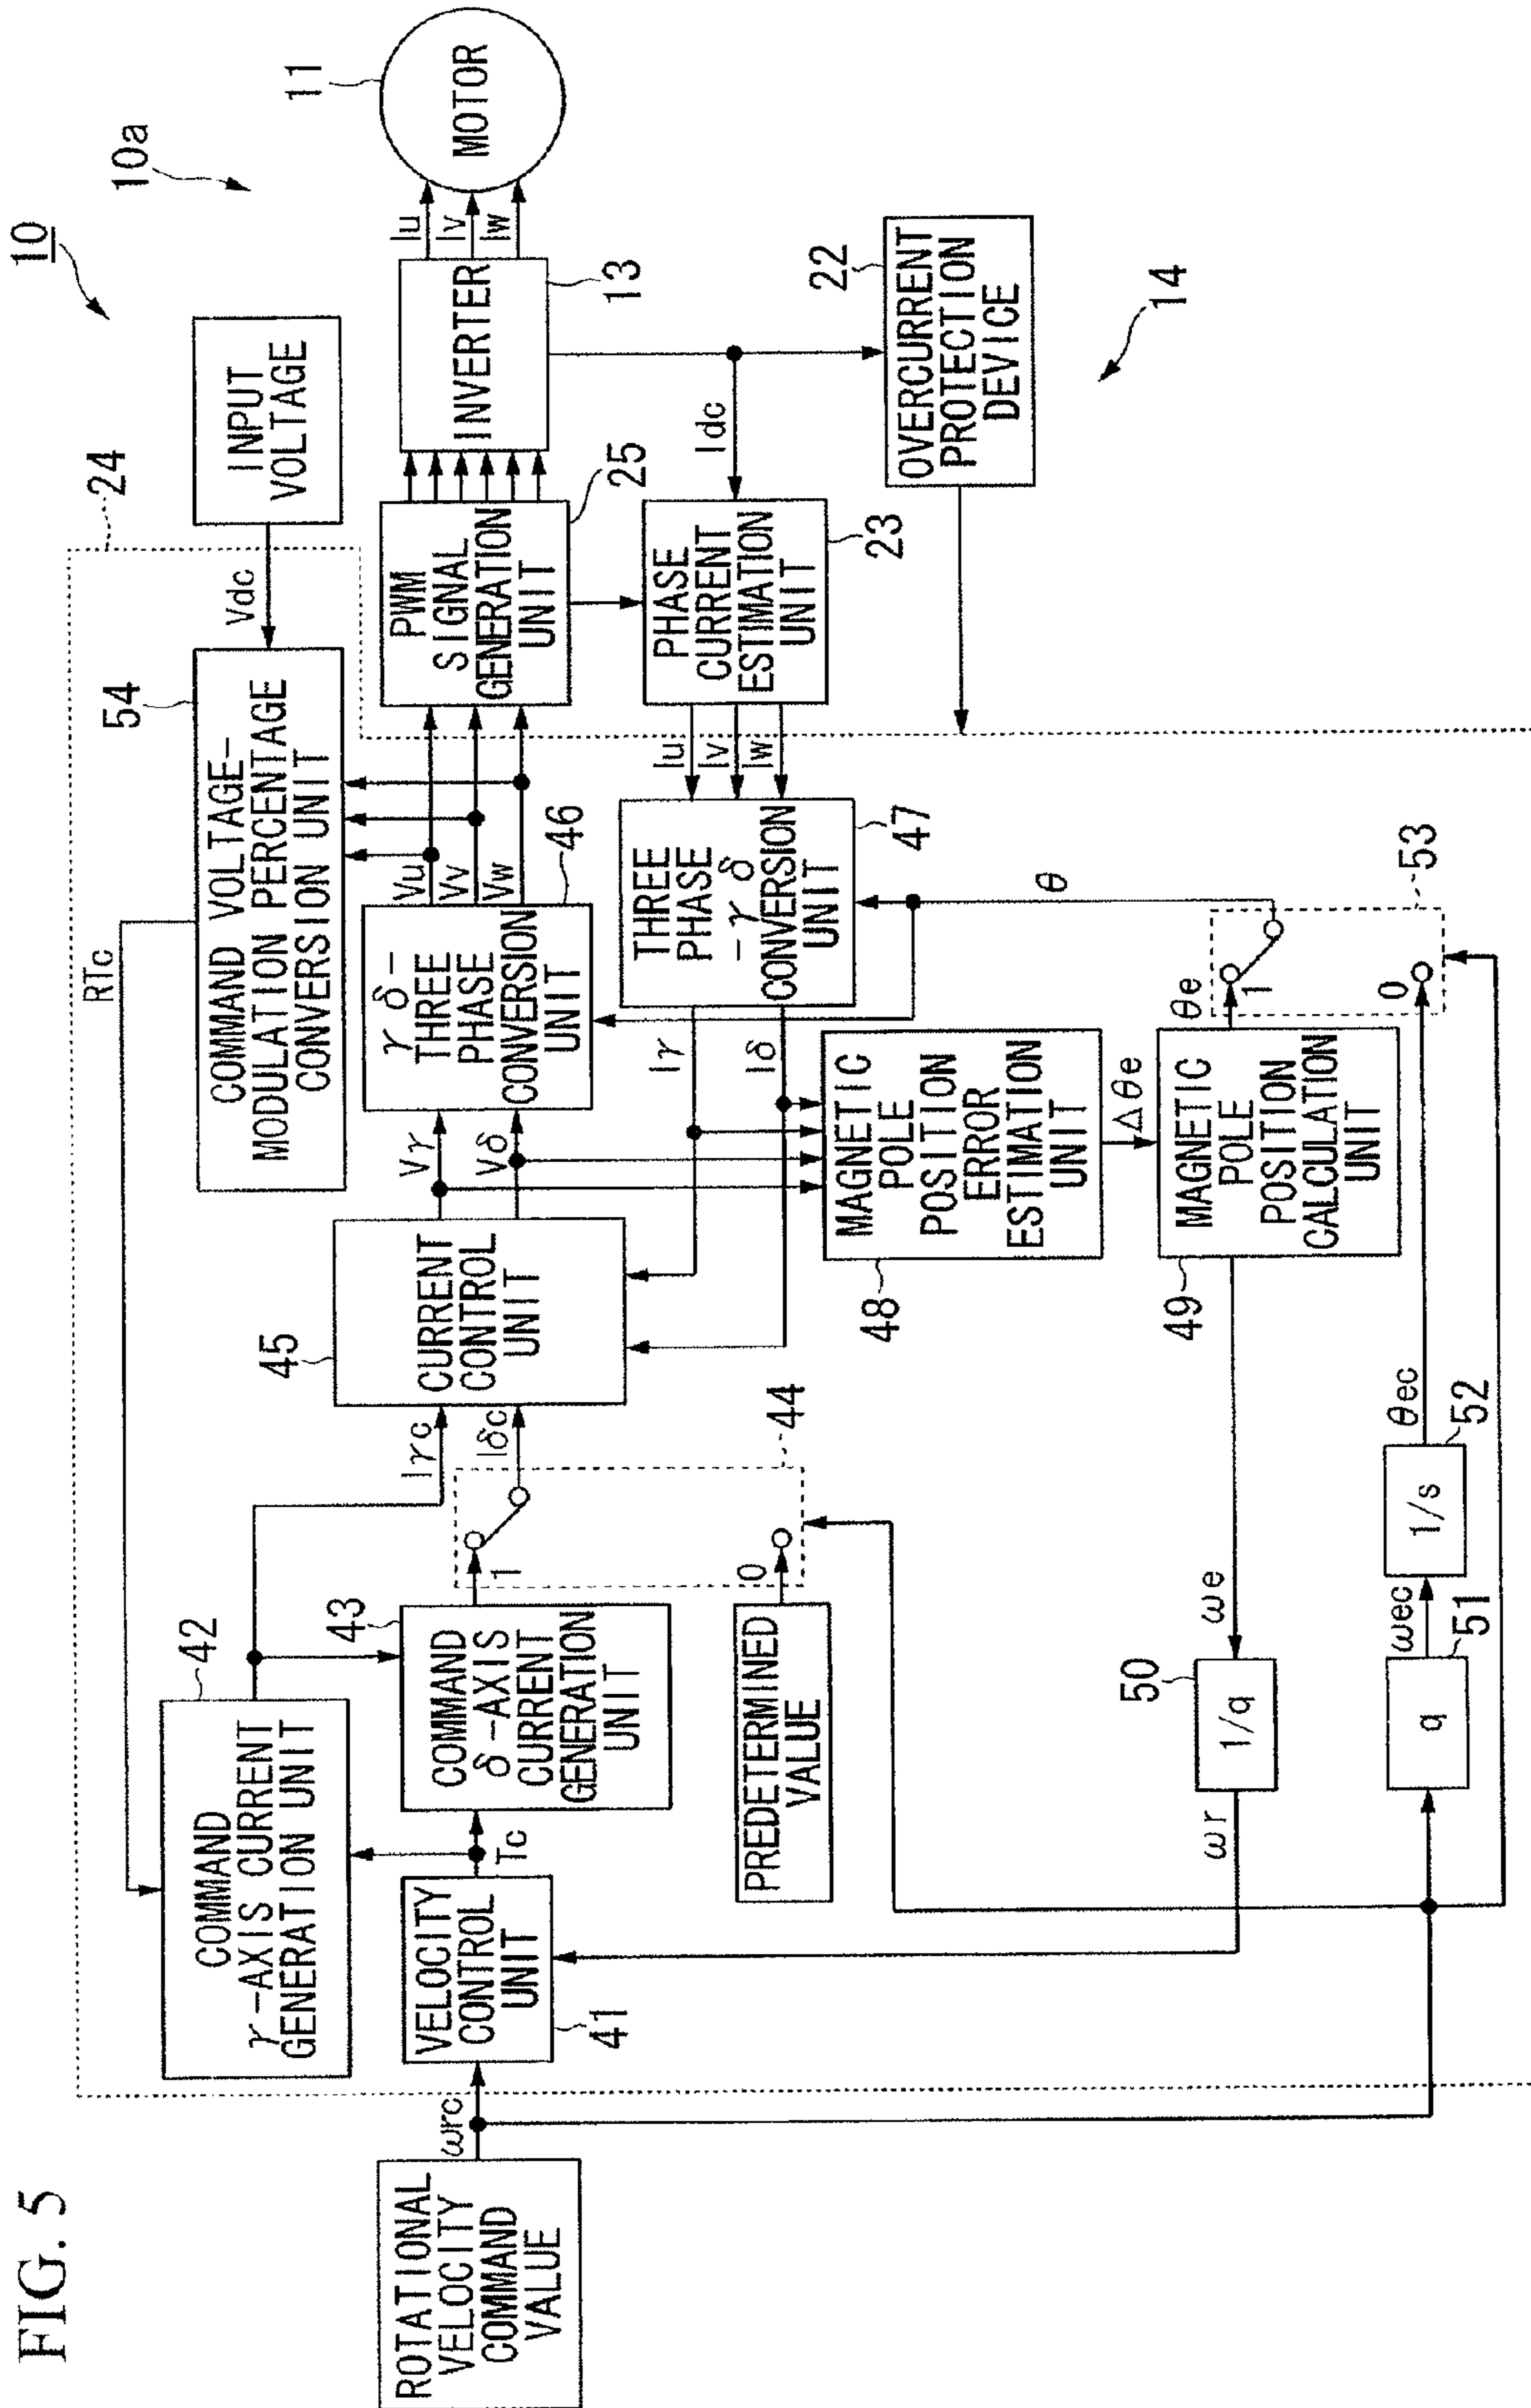 FIG. 5
10
10a
24
INPUT
VOLTAGE
Vdc
54
COMMAND VOLTAGE-
MODULATION PERCENTAGE
CONVERSION UNIT
RTc
42
COMMAND
γ-AXIS CURRENT
GENERATION UNIT
ROTATIONAL
VELOCITY
COMMAND
VALUE
ωrc
VELOCITY
CONTROL
UNIT
41
Tc
43
COMMAND
δ-AXIS
CURRENT
GENERATION
UNIT
PREDETERMINED
VALUE
1
0
44
Iγc
Iδc
45
CURRENT
CONTROL
UNIT
Vγ
Vδ
γδ-
THREE
PHASE
CONVERSION
UNIT
46
Vu
Vv
Vw
PWM
SIGNAL
GENERATION
UNIT
25
INVERTER
13
Iu
Iv
Iw
MOTOR
11
Idc
22
OVERCURRENT
PROTECTION
DEVICE
14
PHASE
CURRENT
ESTIMATION
UNIT
23
Iu
Iv
Iw
THREE
PHASE
-γδ
CONVERSION
UNIT
47
Iγ
Iδ
MAGNETIC
POLE
POSITION
ERROR
ESTIMATION
UNIT
48
Δθe
MAGNETIC
POLE
POSITION
CALCULATION
UNIT
49
θe
θ
1
0
53
ωe
50
1/q
ωr
q
51
ωec
1/s
52
θec